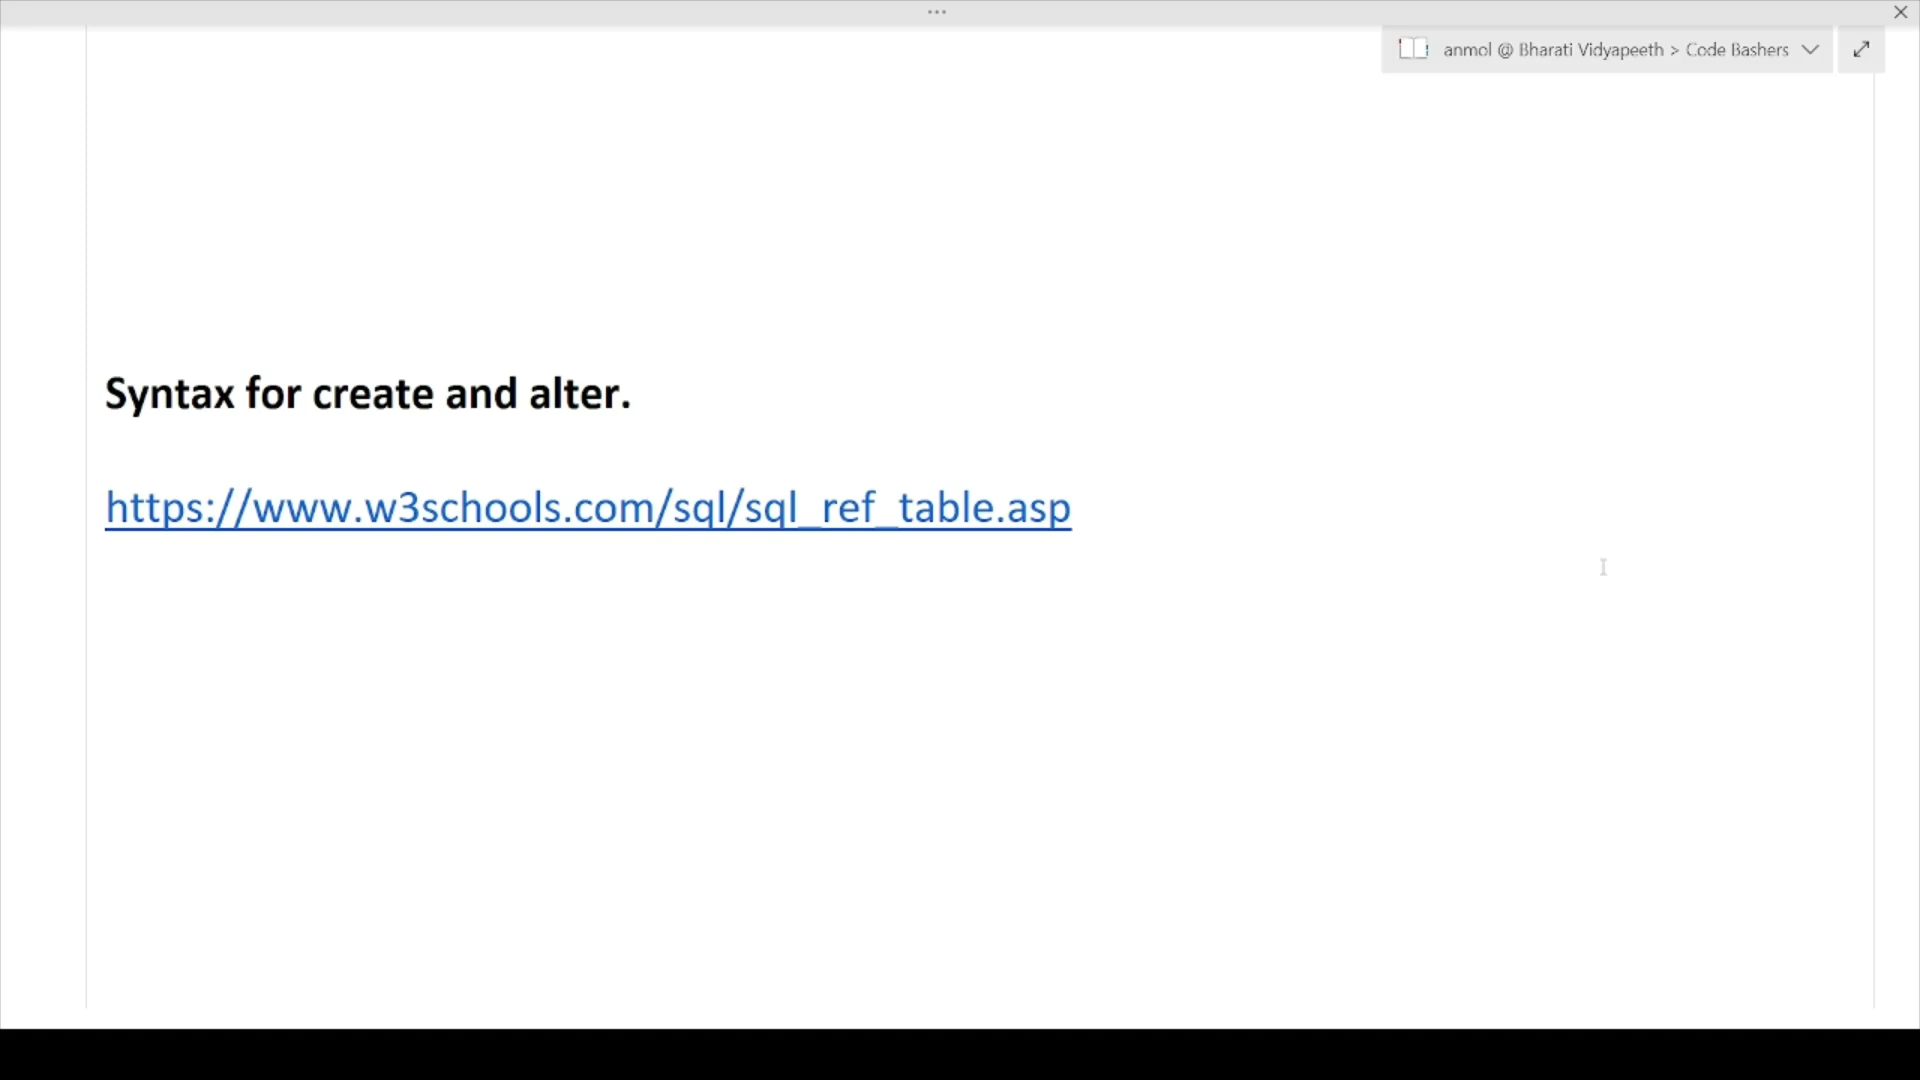 anmol @ Bharati Vidyapeeth > Code Bashers
Syntax for create and alter.
https://www.w3schools.com/sql/sql_ref_table.asp